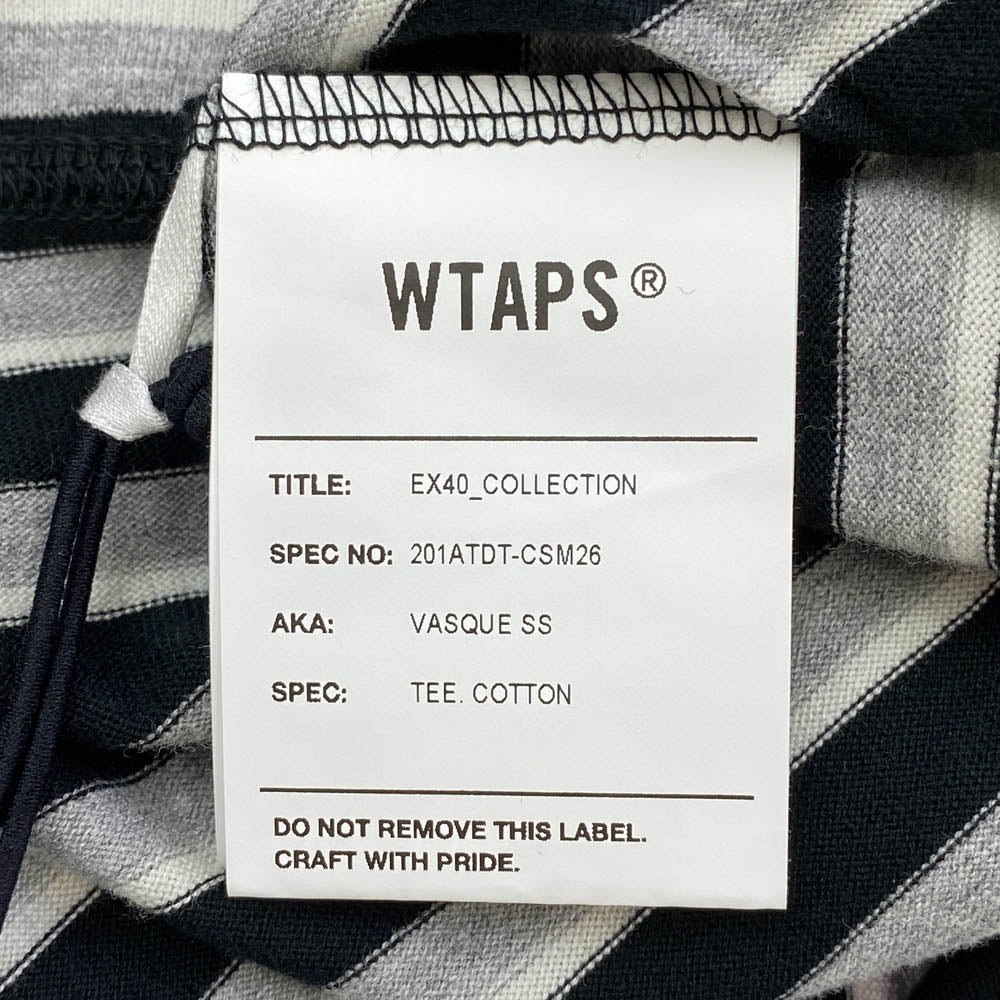 WTAPS®
TITLE: EX40_COLLECTION
SPEC NO: 201ATDT-CSM26
AKA: VASQUE SS
SPEC: TEE. COTTON
DO NOT REMOVE THIS LABEL.
CRAFT WITH PRIDE.